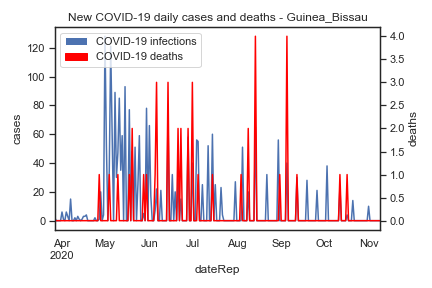 New COVID-19 daily cases and deaths - Guinea_Bissau
COVID-19 infections
COVID-19 deaths
120
100
80
60
40
20
0
cases
4.0
3.5
3.0
2.5
2.0
1.5
1.0
0.5
0.0
deaths
Apr May Jun Jul Aug Sep Oct Nov
2020
dateRep